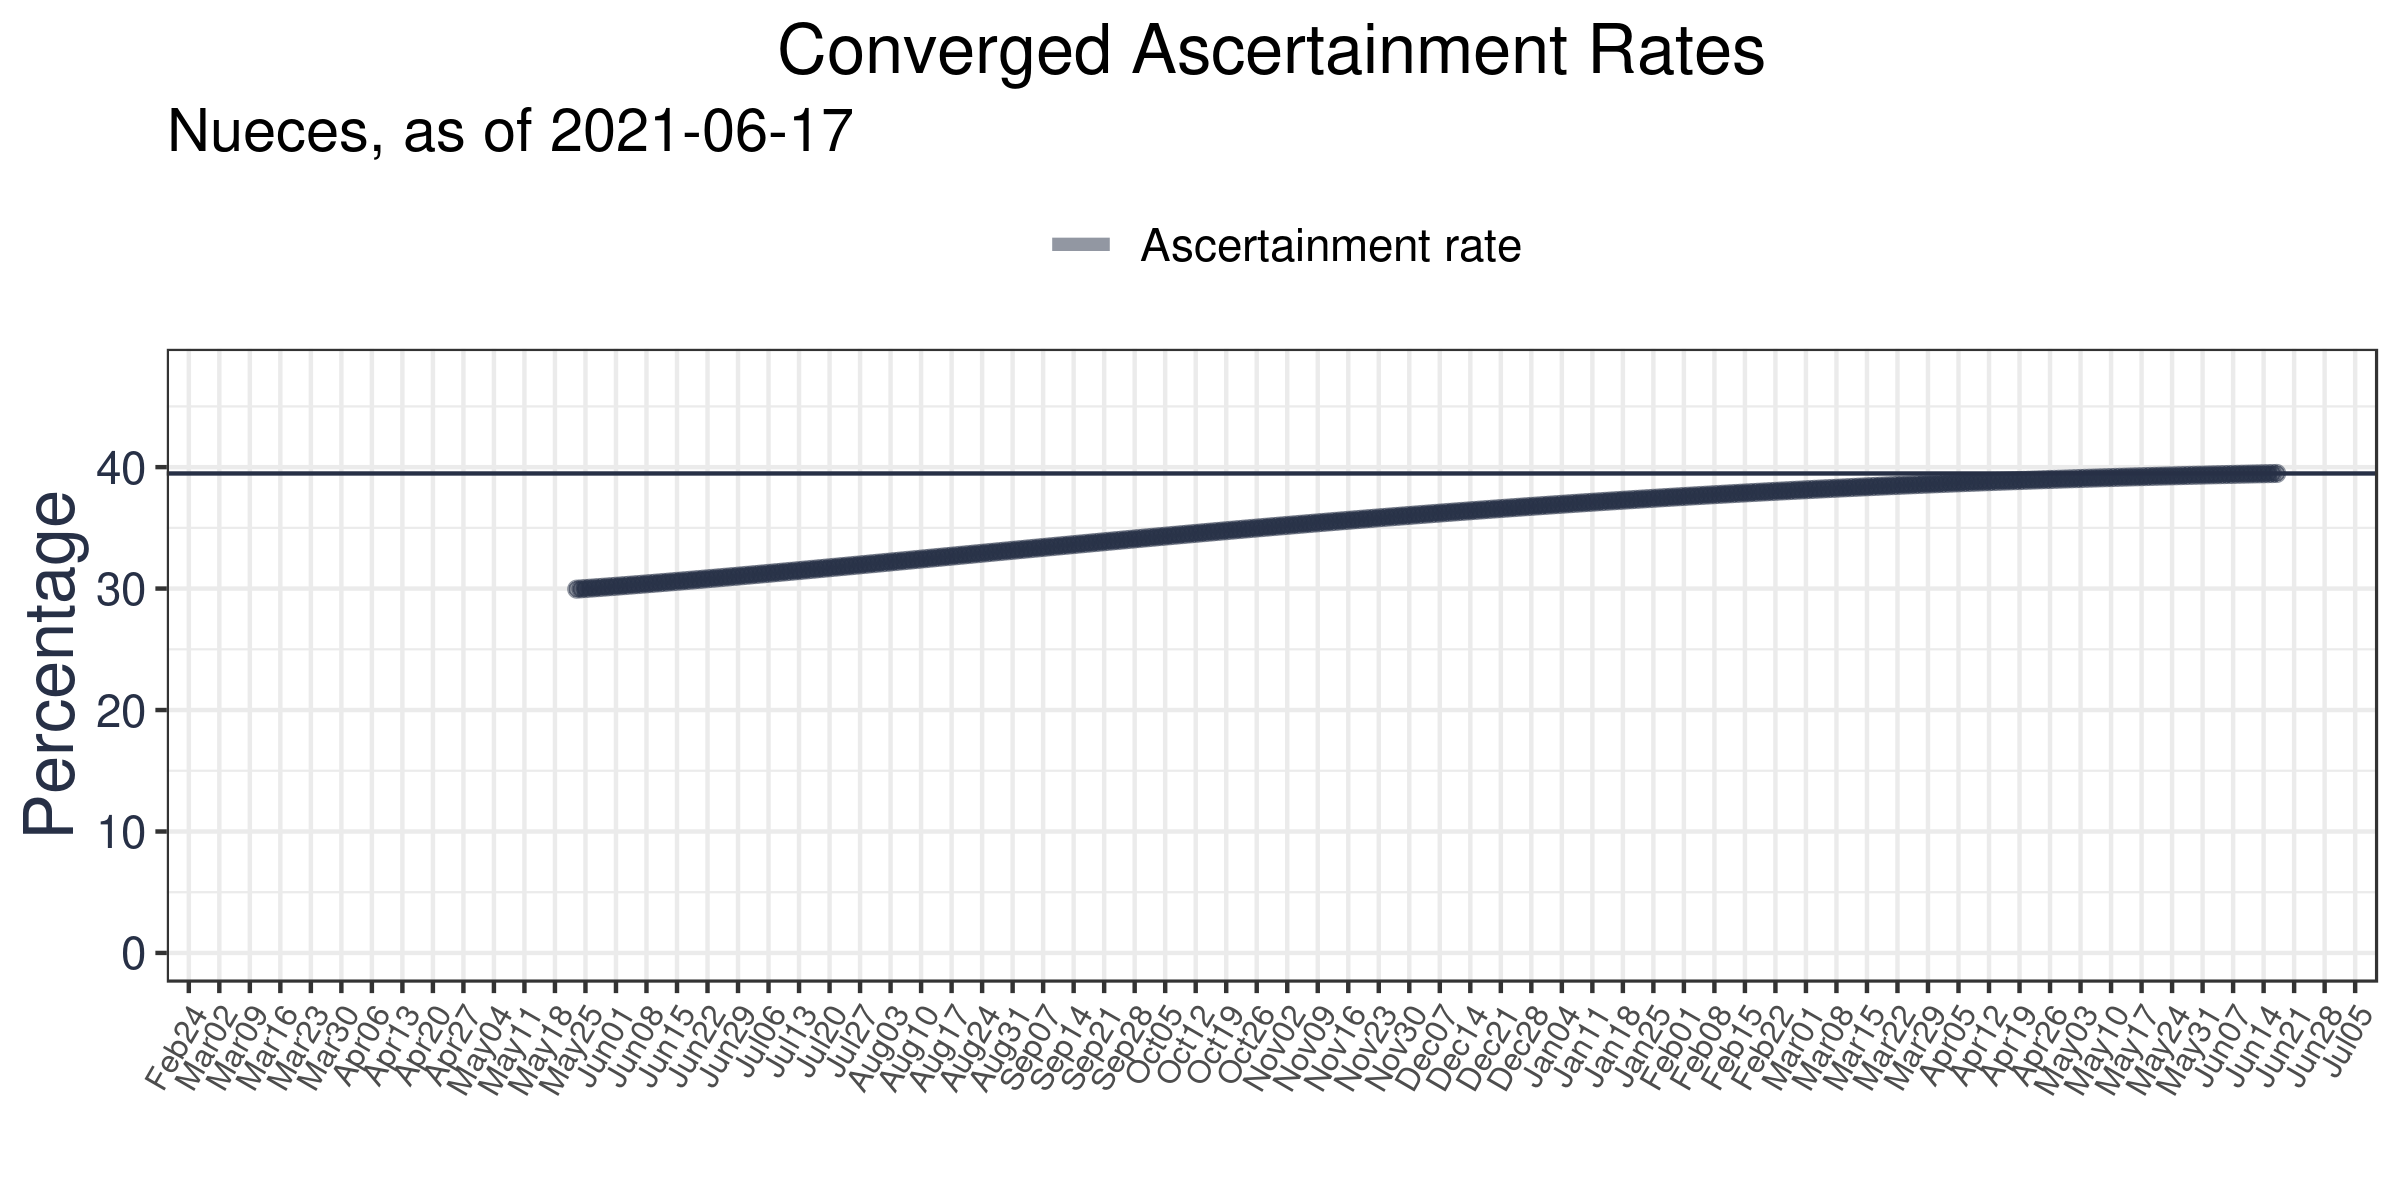 Converged Ascertainment Rates
Nueces, as of 2021-06-17
Ascertainment rate
Percentage
40
30
20
10
0
Feb24
Mar02
Mar09
Mar16
Mar23
Mar30
Apr06
Apr13
Apr20
Apr27
May04
May11
May18
May25
Jun01
Jun08
Jun15
Jun22
Jun29
Jul06
Jul13
Jul20
Jul27
Aug03
Aug10
Aug17
Aug24
Aug31
Sep07
Sep14
Sep21
Sep28
Oct05
Oct12
Oct19
Oct26
Nov02
Nov09
Nov16
Nov23
Nov30
Dec07
Dec14
Dec21
Dec28
Jan04
Jan11
Jan18
Jan25
Feb01
Feb08
Feb15
Feb22
Mar01
Mar08
Mar15
Mar22
Mar29
Apr05
Apr12
Apr19
Apr26
May03
May10
May17
May24
May31
Jun07
Jun14
Jun21
Jun28
Jul05